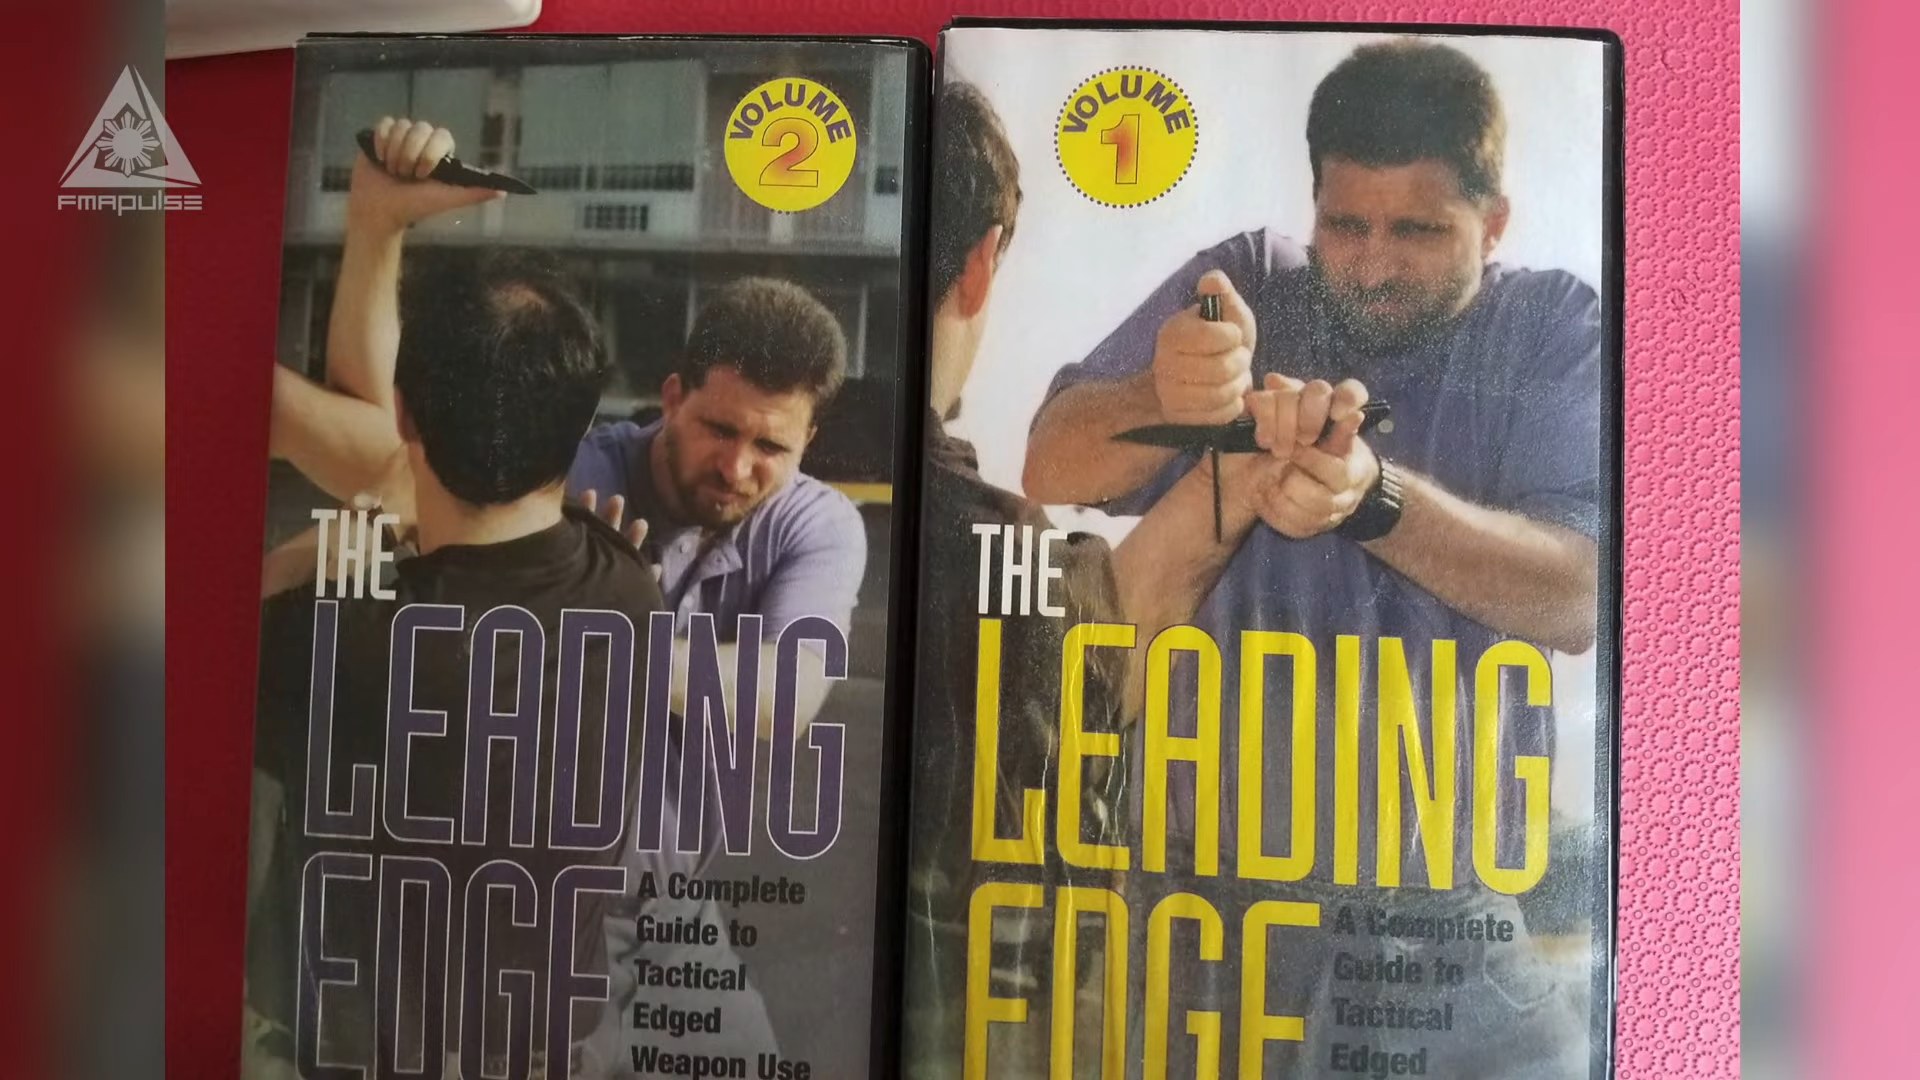 FMAPULSE
VOLUME
2
THE
LEADING
EDGE
A Complete
Guide to
Tactical
Edged
Weapon Use
VOLUME
1
THE
LEADING
EDGE
A Complete
Guide to
Tactical
Edged